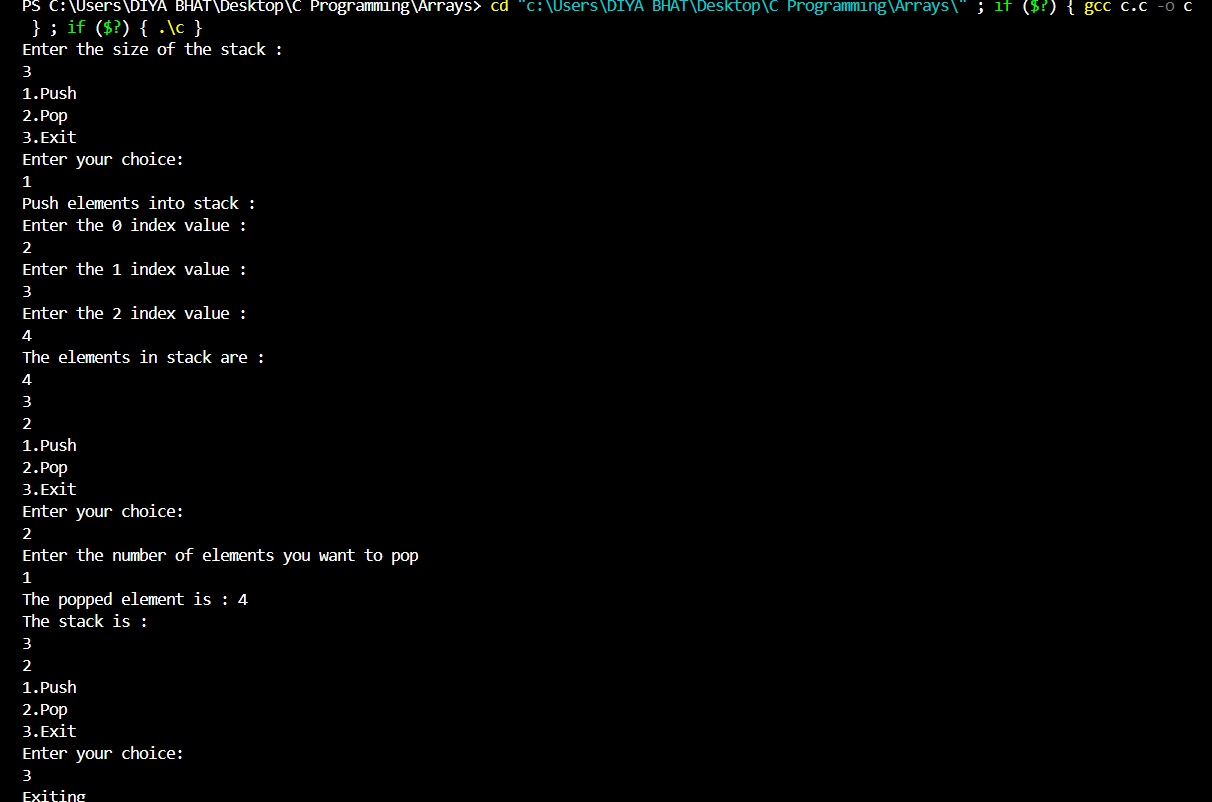 PS C:\Users\DIYA BHAT\Desktop\C Programming\Arrays> cd "c:\Users\DIYA BHAT\Desktop\C Programming\Arrays\" ; if ($?) { gcc c.c -o c
 } ; if ($?) { .\c }
Enter the size of the stack :
3
1.Push
2.Pop
3.Exit
Enter your choice:
1
Push elements into stack :
Enter the 0 index value :
2
Enter the 1 index value :
3
Enter the 2 index value :
4
The elements in stack are :
4
3
2
1.Push
2.Pop
3.Exit
Enter your choice:
2
Enter the number of elements you want to pop
1
The popped element is : 4
The stack is :
3
2
1.Push
2.Pop
3.Exit
Enter your choice:
3
Exiting